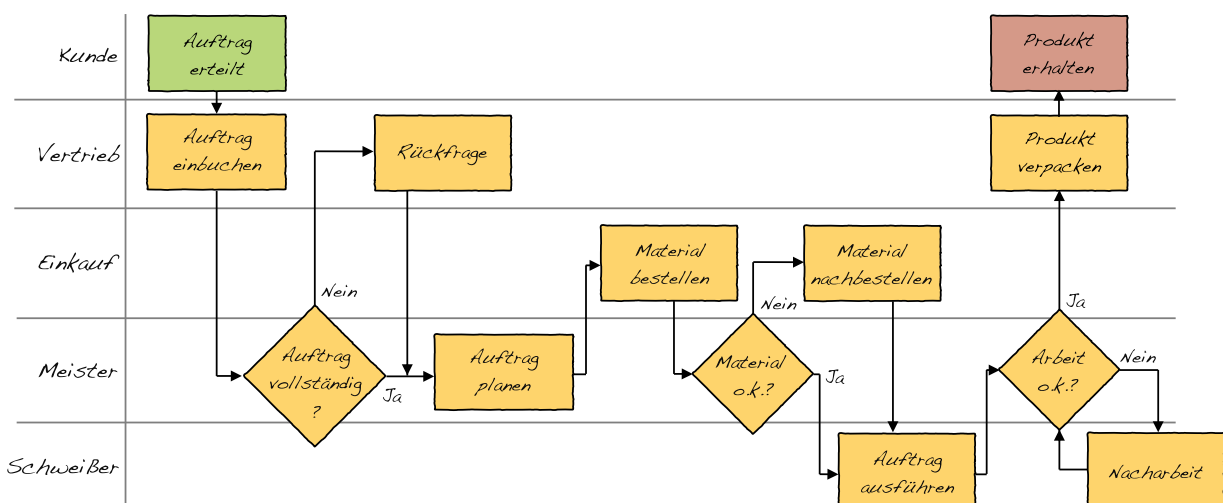 Kunde
Auftrag
erteilt
Produkt
erhalten
Vertrieb
Auftrag
einbuchen
Rückfrage
Produkt
verpacken
Einkauf
Material
bestellen
Material
nachbestellen
Nein
Nein
Ja
Meister
Auftrag
vollständig
?
Ja
Auftrag
planen
Material
o.k.?
Ja
Arbeit
o.k.?
Nein
Schweißer
Auftrag
ausführen
Nacharbeit